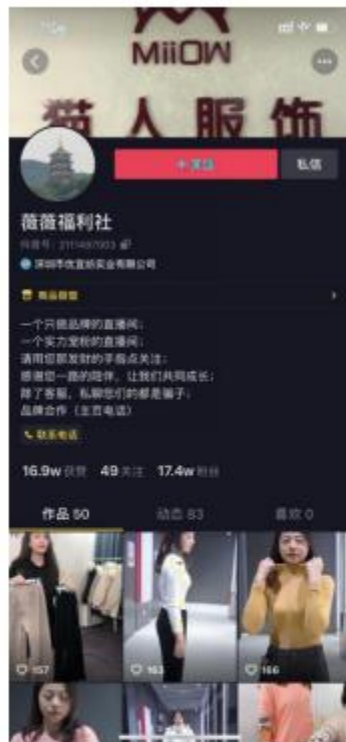 MiiOW
猫人服饰
+ 关注
私信
薇薇福利社
抖音号: 2111497003
深圳市优宜纺实业有限公司
商品橱窗
一个只做品牌的直播间;
一个实力宠粉的直播间;
请用您那发财的手指点关注;
感谢您一路的陪伴, 让我们共同成长;
除了客服, 私聊您们的都是骗子;
品牌合作 (主页电话)
联系电话
16.9w 获赞 49 关注 17.4w 粉丝
作品 50 动态 83 喜欢 0
157 163 166